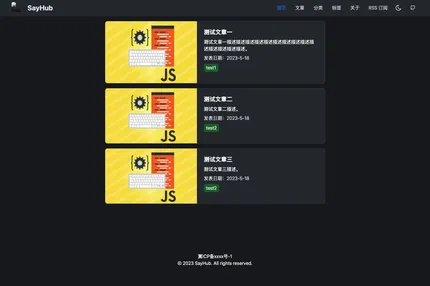 SayHub
首页 文章 分类 标签 关于 RSS 订阅
测试文章一
测试文章一描述描述描述描述描述描述描述描述描述描
述描述描述描述描述。
发表日期：2023-5-18
test1
JS
测试文章二
测试文章二描述。
发表日期：2023-5-18
test2
JS
测试文章三
测试文章三描述。
发表日期：2023-5-18
test2
JS
冀ICP备xxxx号-1
© 2023 SayHub. All rights reserved.